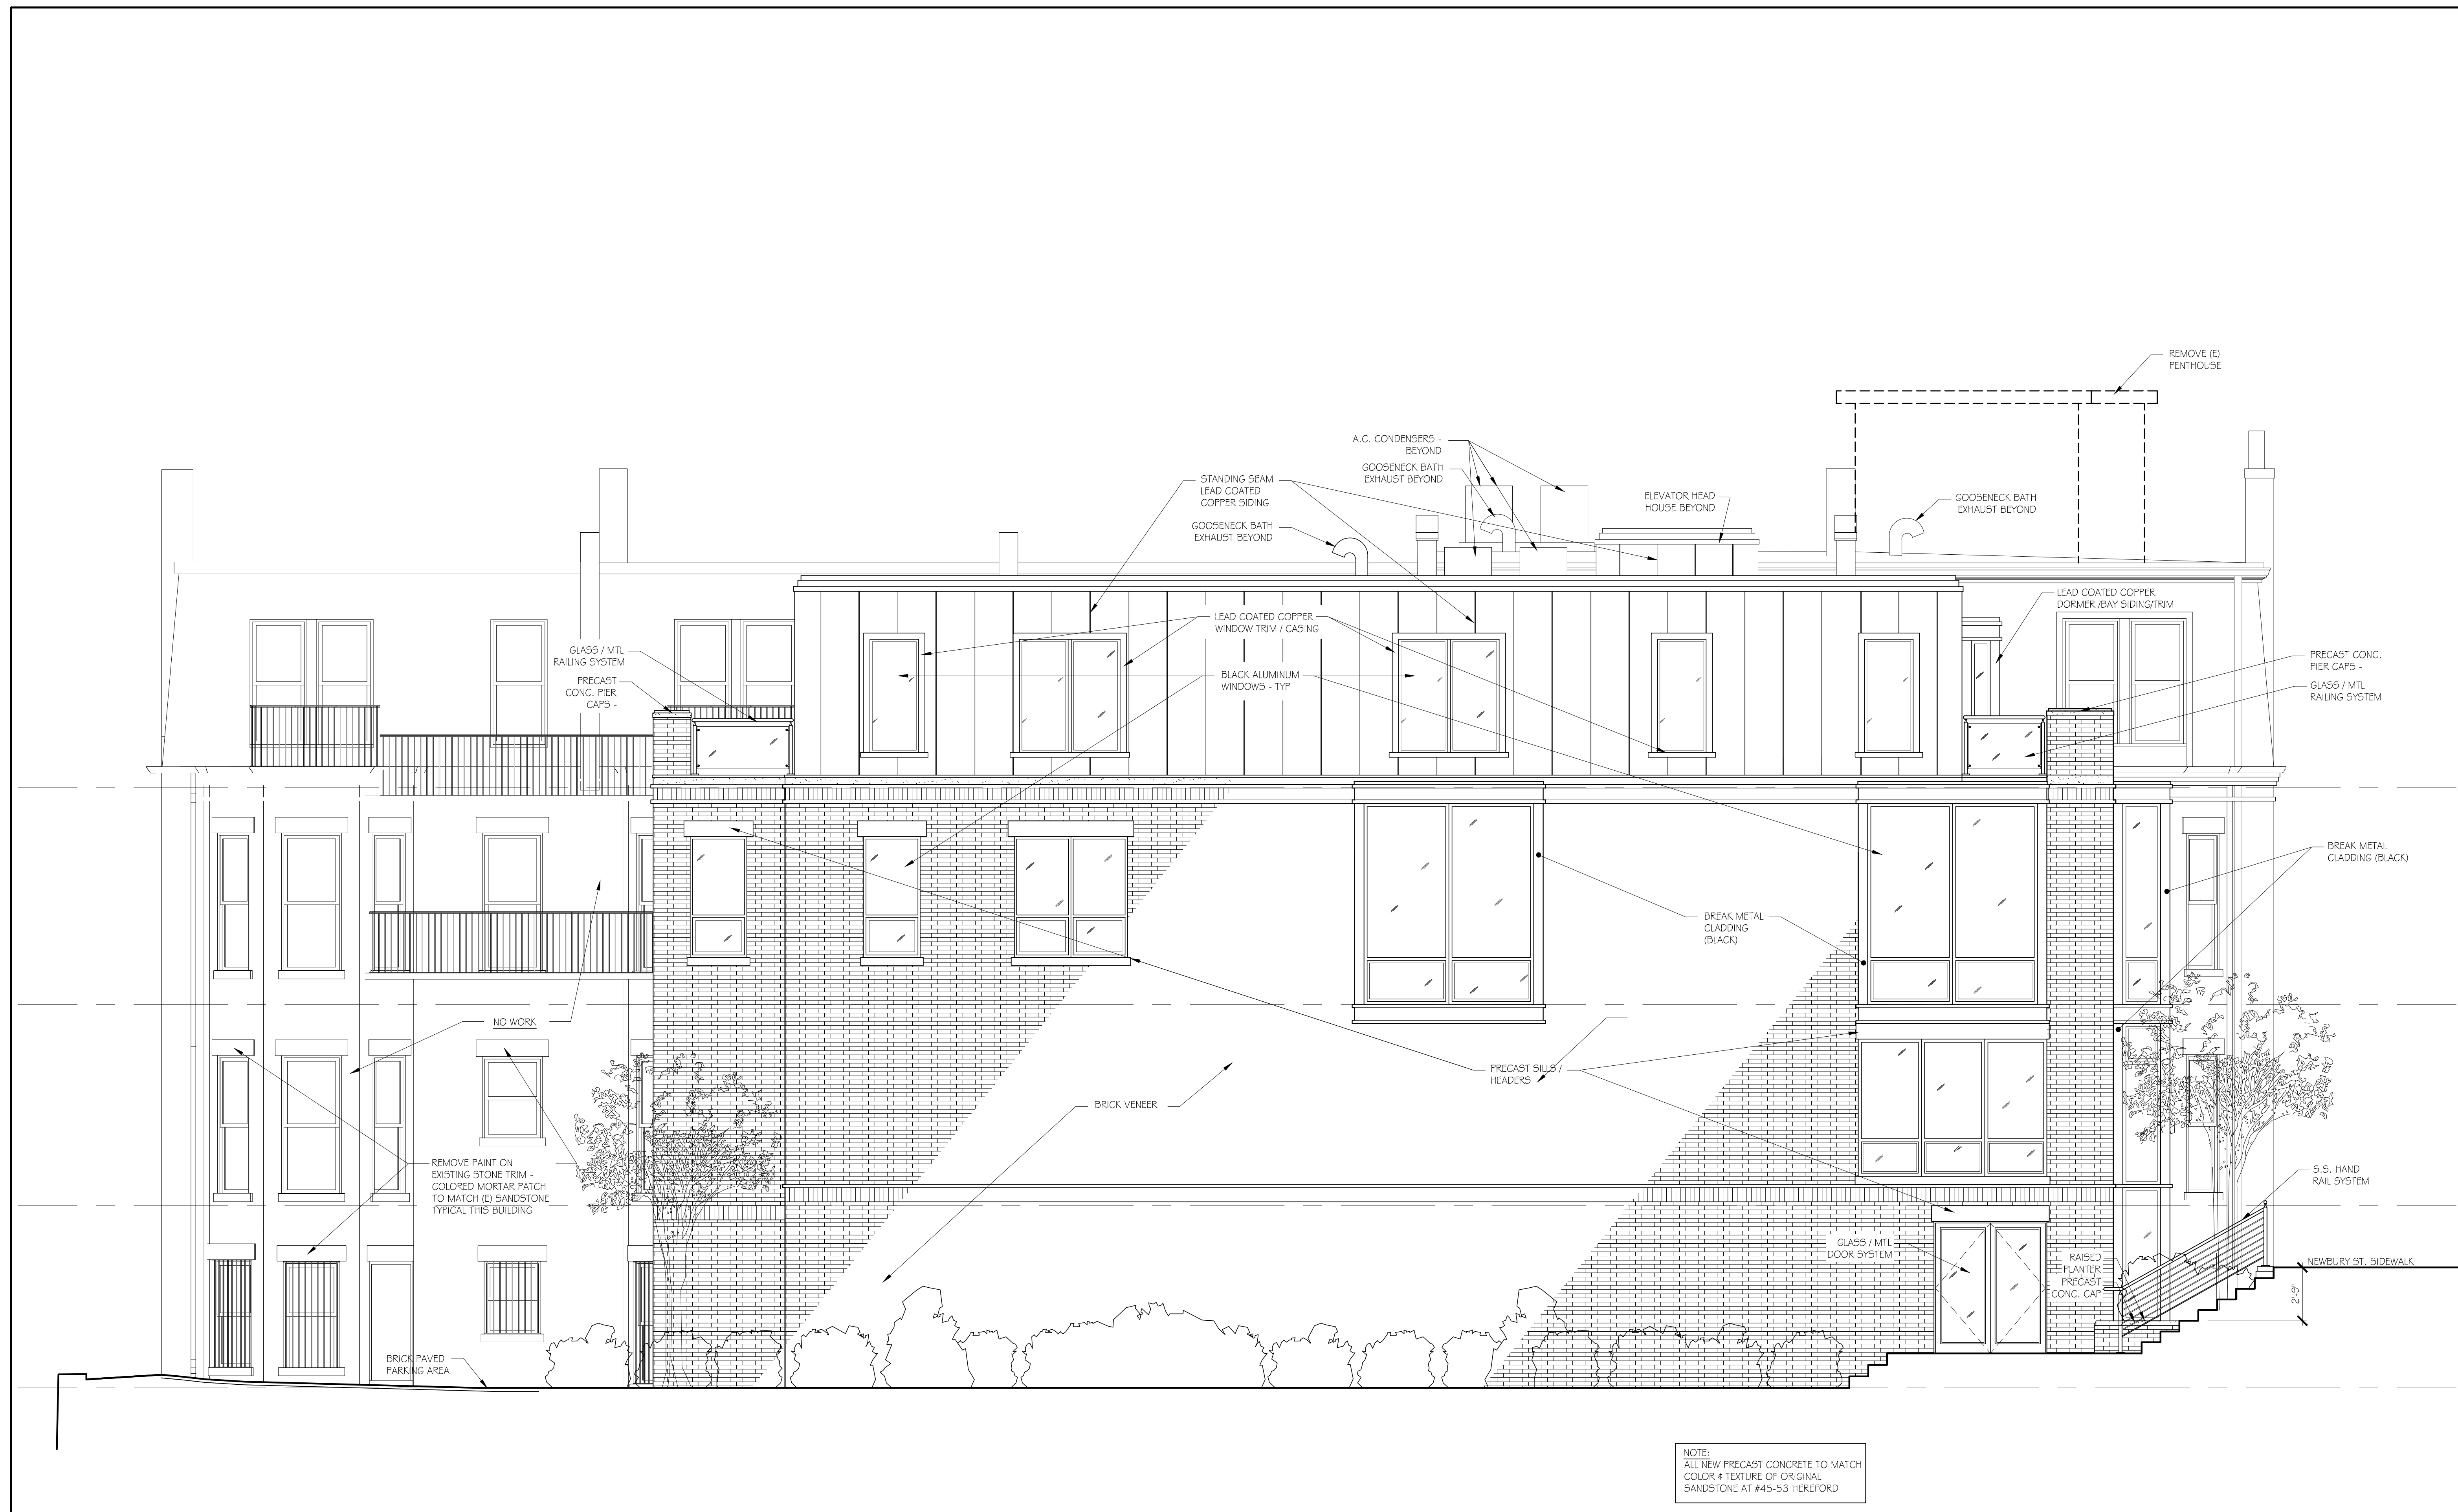 REMOVE (E)
PENTHOUSE
A.C. CONDENSERS -
BEYOND
GOOSENECK BATH
EXHAUST BEYOND
STANDING SEAM
LEAD COATED
COPPER SIDING
ELEVATOR HEAD
HOUSE BEYOND
GOOSENECK BATH
EXHAUST BEYOND
GOOSENECK BATH
EXHAUST BEYOND
LEAD COATED COPPER
DORMER /BAY SIDING/TRIM
LEAD COATED COPPER
WINDOW TRIM / CASING
GLASS / MTL
RAILING SYSTEM
PRECAST
CONC. PIER
CAPS -
BLACK ALUMINUM
WINDOWS - TYP
PRECAST CONC.
PIER CAPS -
GLASS / MTL
RAILING SYSTEM
BREAK METAL
CLADDING (BLACK)
BREAK METAL
CLADDING
(BLACK)
NO WORK
PRECAST SILLS /
HEADERS
BRICK VENEER
REMOVE PAINT ON
EXISTING STONE TRIM -
COLORED MORTAR PATCH
TO MATCH (E) SANDSTONE
TYPICAL THIS BUILDING
S.S. HAND
RAIL SYSTEM
GLASS / MTL
DOOR SYSTEM
RAISED
PLANTER
PRECAST
CONC. CAP
NEWBURY ST. SIDEWALK
2'-9"
BRICK PAVED
PARKING AREA
NOTE:
ALL NEW PRECAST CONCRETE TO MATCH
COLOR & TEXTURE OF ORIGINAL
SANDSTONE AT #45-53 HEREFORD